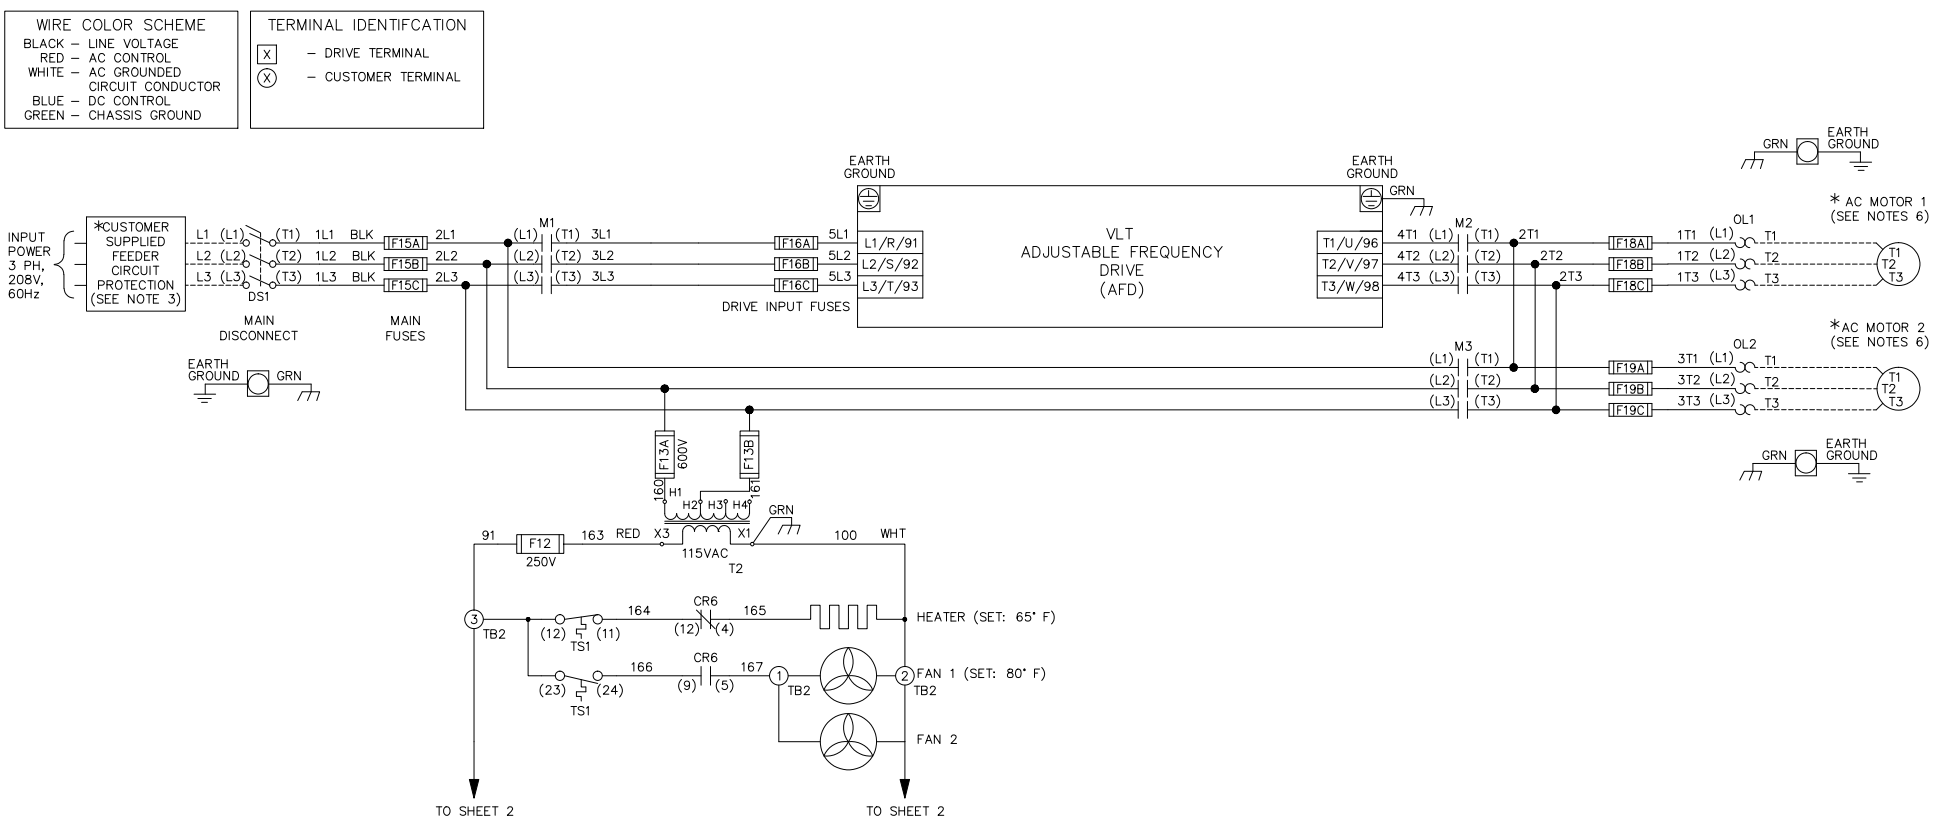 WIRE COLOR SCHEME
BLACK – LINE VOLTAGE
RED – AC CONTROL
WHITE – AC GROUNDED
CIRCUIT CONDUCTOR
BLUE – DC CONTROL
GREEN – CHASSIS GROUND
TERMINAL IDENTIFCATION
X – DRIVE TERMINAL
X – CUSTOMER TERMINAL
INPUT
POWER
3 PH,
208V,
60Hz
*CUSTOMER
SUPPLIED
FEEDER
CIRCUIT
PROTECTION
(SEE NOTE 3)
L1 (L1) (T1) 1L1 BLK F15A 2L1
L2 (L2) (T2) 1L2 BLK F15B 2L2
L3 (L3) (T3) 1L3 BLK F15C 2L3
DS1
MAIN
DISCONNECT
MAIN
FUSES
EARTH
GROUND
GRN
M1
(L1) (T1) 3L1 F16A 5L1
(L2) (T2) 3L2 F16B 5L2
(L3) (T3) 3L3 F16C 5L3
DRIVE INPUT FUSES
EARTH
GROUND
L1/R/91
L2/S/92
L3/T/93
VLT
ADJUSTABLE FREQUENCY
DRIVE
(AFD)
EARTH
GROUND
GRN
T1/U/96
T2/V/97
T3/W/98
M2
4T1 (L1) (T1) 2T1 F18A 1T1 (L1) T1
4T2 (L2) (T2) 2T2 F18B 1T2 (L2) T2
4T3 (L3) (T3) 2T3 F18C 1T3 (L3) T3
OL1
GRN
EARTH
GROUND
* AC MOTOR 1
(SEE NOTES 6)
T1
T2
T3
M3
(L1) (T1) F19A 3T1 (L1) T1
(L2) (T2) F19B 3T2 (L2) T2
(L3) (T3) F19C 3T3 (L3) T3
OL2
*AC MOTOR 2
(SEE NOTES 6)
T1
T2
T3
GRN
EARTH
GROUND
F13A
600V
F13B
160
161
H1
H2 H3 H4
GRN
X3
X1
115VAC
T2
91 F12 163 RED
250V
100 WHT
3
TB2
(12) (11)
TS1
164
CR6
(12) (4)
165
HEATER (SET: 65° F)
(23) (24)
TS1
166
CR6
(9) (5)
167
1
TB2
2
TB2
FAN 1 (SET: 80° F)
FAN 2
TO SHEET 2
TO SHEET 2